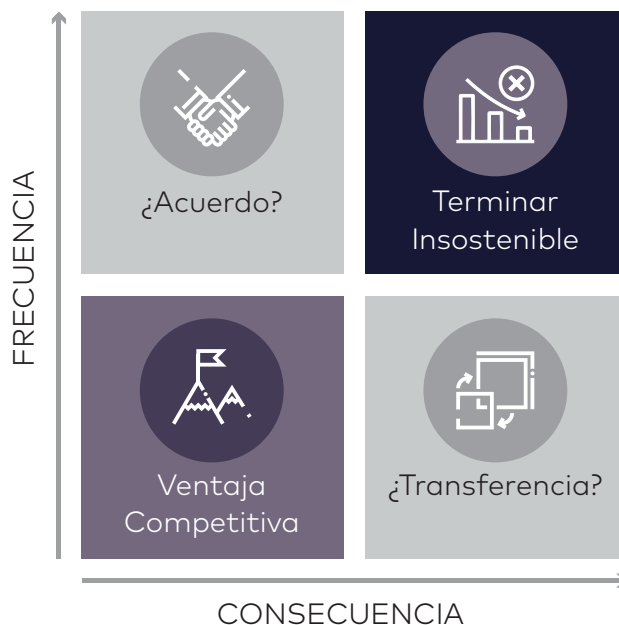 FRECUENCIA
¿Acuerdo?
Terminar
Insostenible
Ventaja
Competitiva
¿Transferencia?
CONSECUENCIA